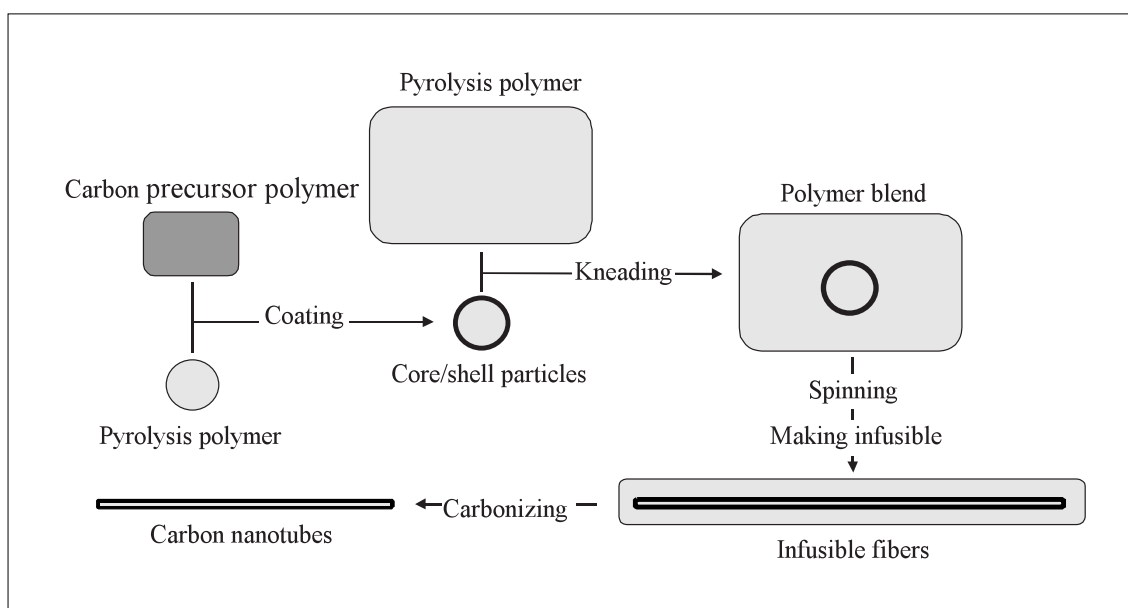 Pyrolysis polymer
Carbon precursor polymer
Polymer blend
Kneading
Coating
Core/shell particles
Spinning
Pyrolysis polymer
Making infusible
Carbonizing
Carbon nanotubes
Infusible fibers